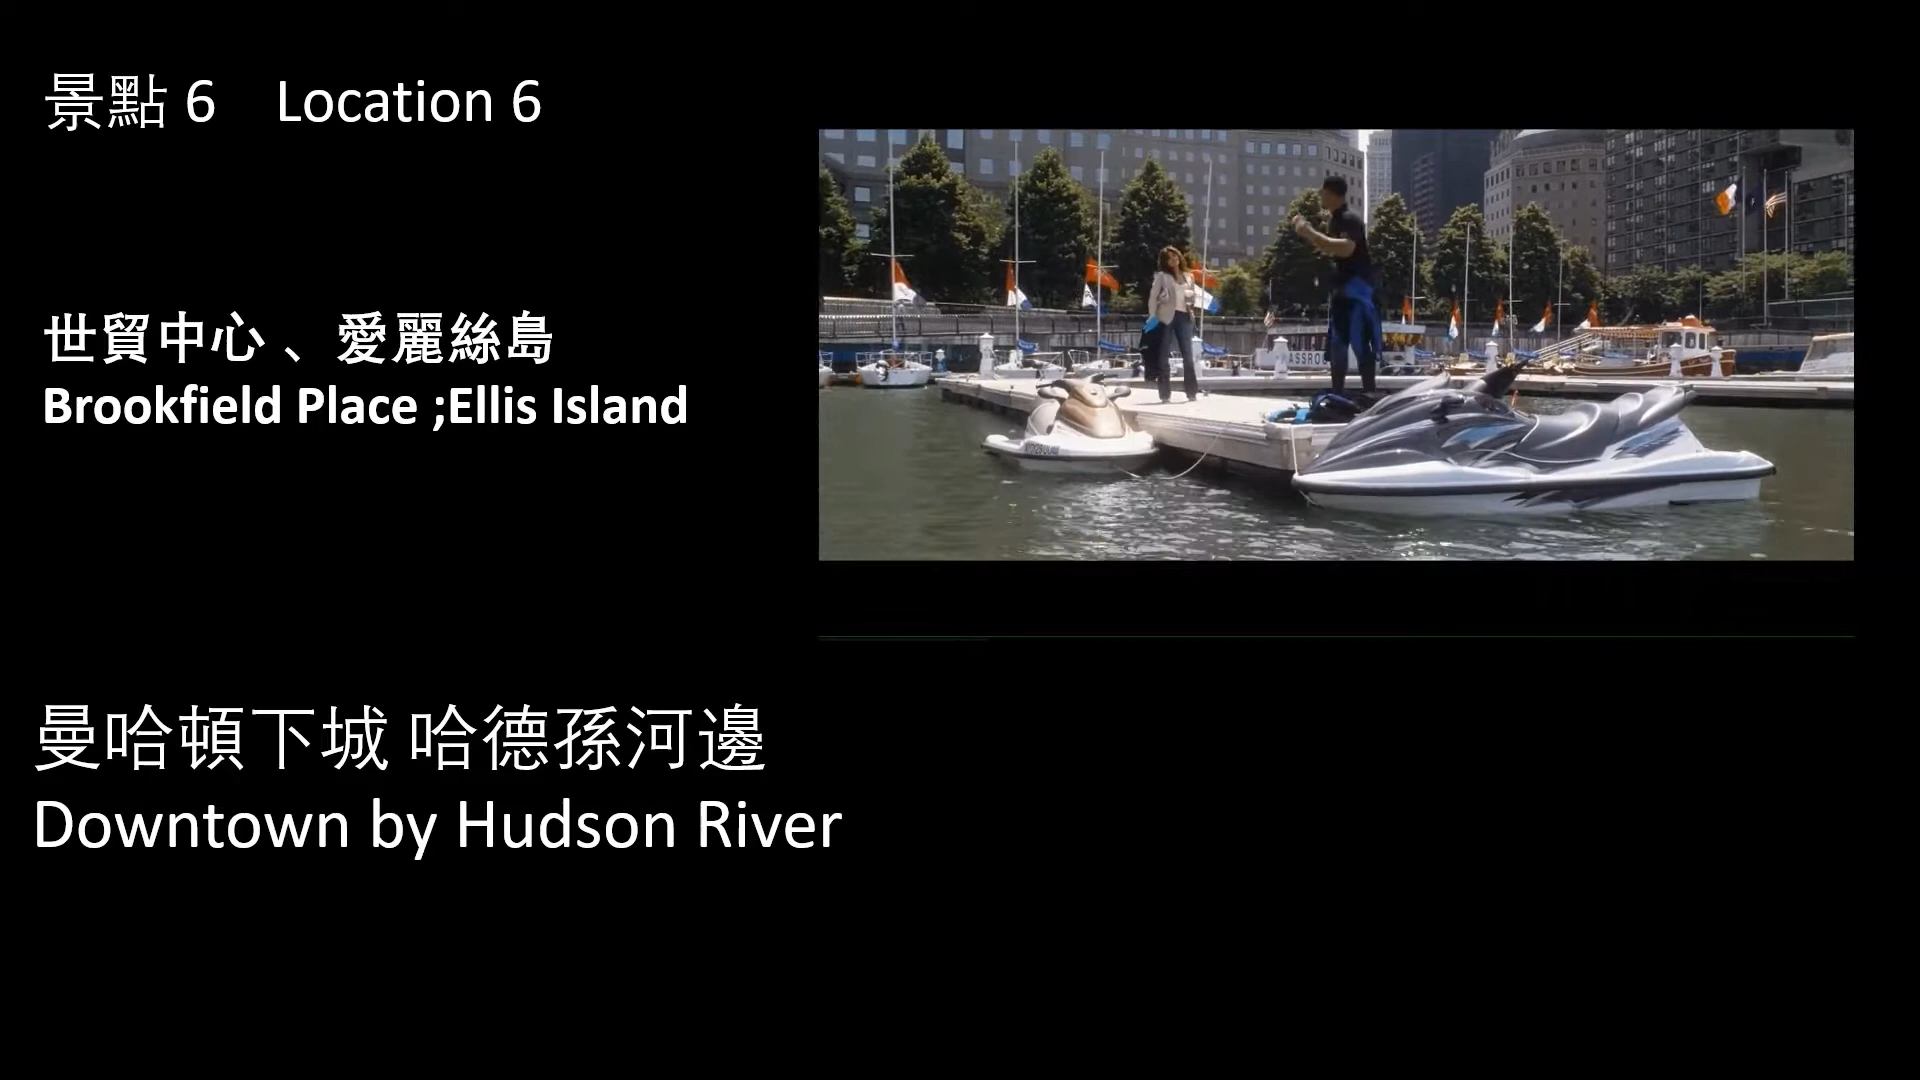 景點 6 Location 6
世貿中心 、愛麗絲島
Brookfield Place ;Ellis Island
曼哈頓下城 哈德孫河邊
Downtown by Hudson River